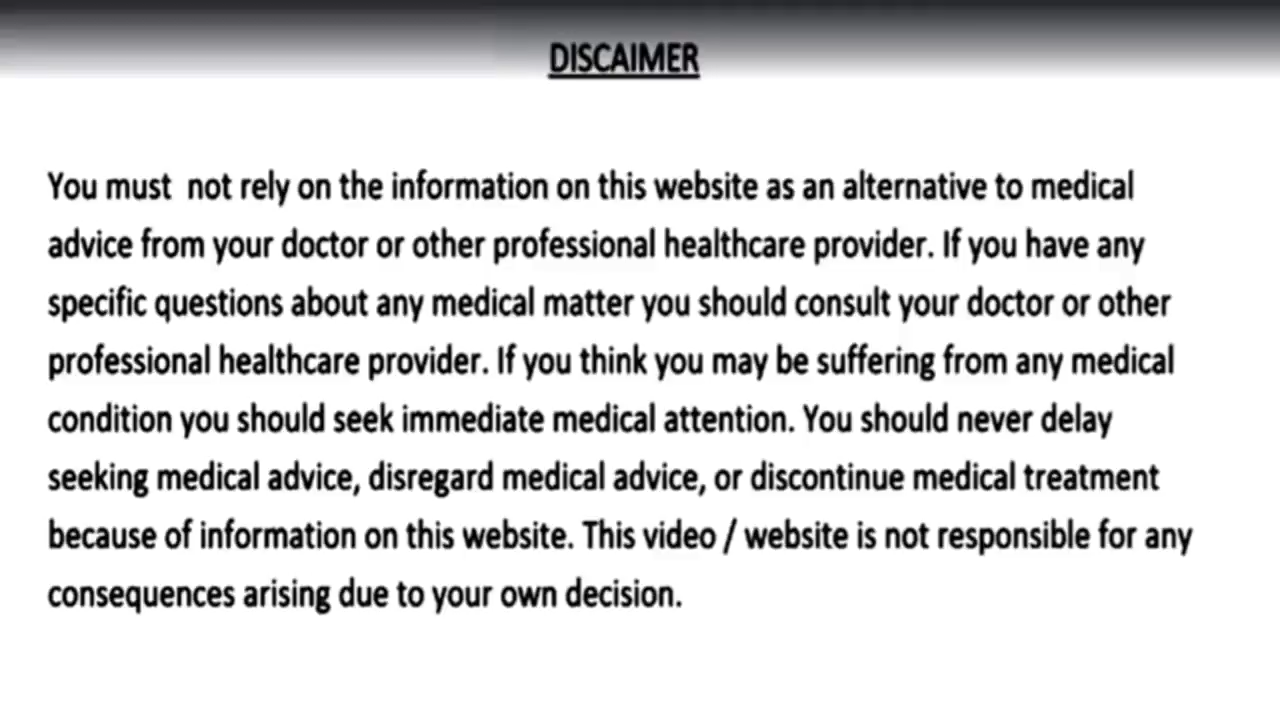 DISCAIMER
You must  not rely on the information on this website as an alternative to medical
advice from your doctor or other professional healthcare provider. If you have any
specific questions about any medical matter you should consult your doctor or other
professional healthcare provider. If you think you may be suffering from any medical
condition you should seek immediate medical attention. You should never delay
seeking medical advice, disregard medical advice, or discontinue medical treatment
because of information on this website. This video / website is not responsible for any
consequences arising due to your own decision.